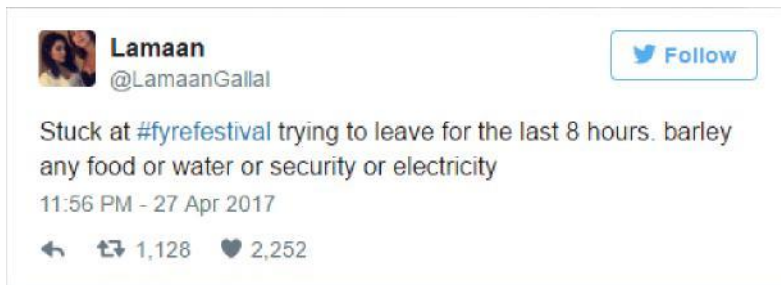 Lamaan
@LamaanGallal
Follow
Stuck at #fyrefestival trying to leave for the last 8 hours. barley
any food or water or security or electricity
11:56 PM - 27 Apr 2017
1,128 2,252